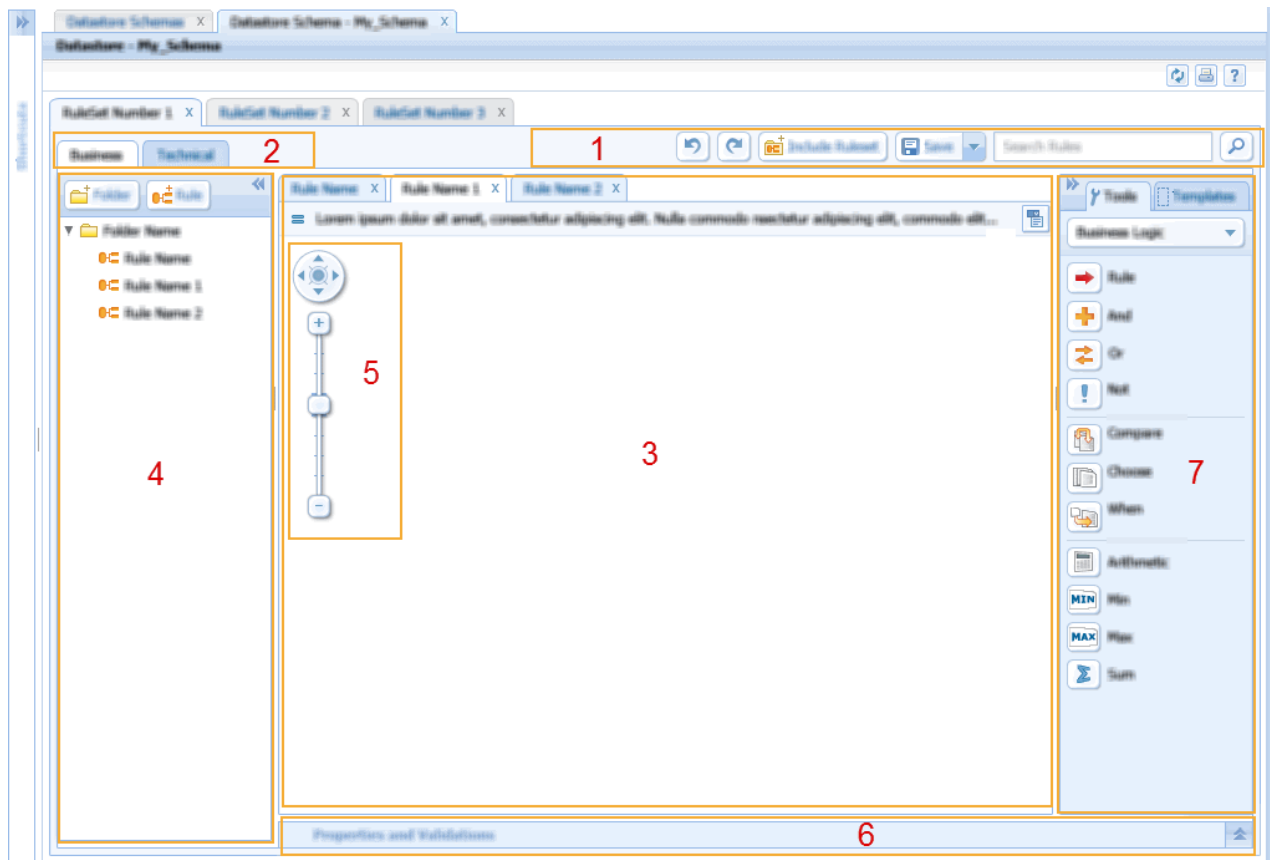 Datastore Schemas X Datastore Schema - My_Schema X
Datastore - My_Schema
?
Shortcuts
RuleSet Number 1 X RuleSet Number 2 X RuleSet Number 3 X
Business Technical 2 1 Include Ruleset Save Search Rules
Folder Rule
Folder Name
Rule Name
Rule Name 1
Rule Name 2
4
Rule Name X Rule Name 1 X Rule Name 2 X
= Lorem ipsum dolor sit amet, consectetur adipiscing elit. Nulla commodo adipiscing elit, commodo elit...
+
5
-
3
Tools Templates
Business Logic
Rule
And
Or
! Not
Compare
Choose
When
7
Arithmetic
MIN Min
MAX Max
Σ Sum
Properties and Validations 6